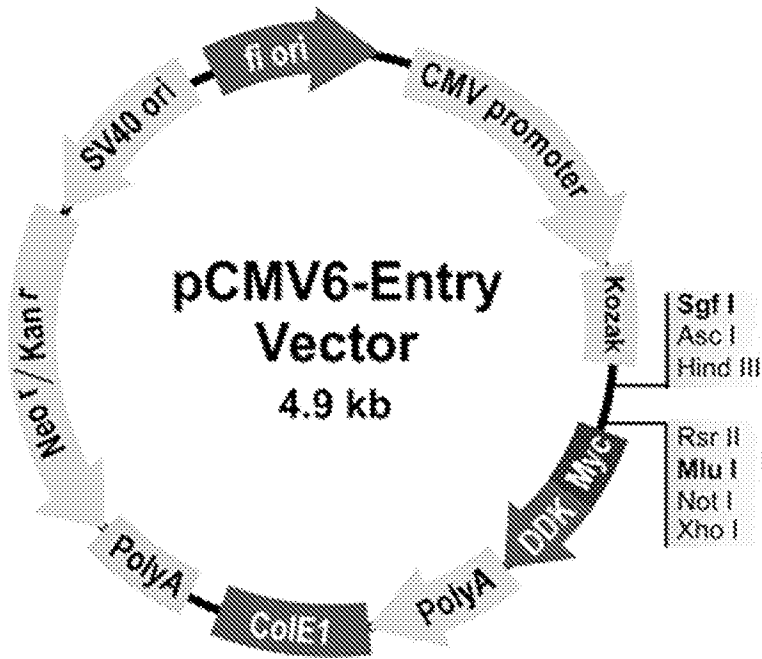 fi ori
CMV promoter
SV40 ori
Kozak
pCMV6-Entry
Vector
4.9 kb
Sgf I
Asc I
Hind III
Neo r / Kan r
Rsr II
Mlu I
Not I
Xho I
Myc
DDK
PolyA
PolyA
ColE1